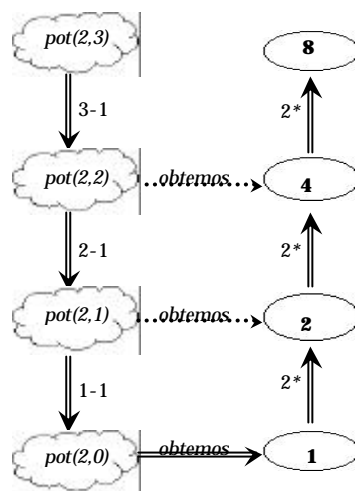 pot(2,3) 8
3-1 2*
pot(2,2) obtemos 4
2-1 2*
pot(2,1) obtemos 2
1-1 2*
pot(2,0) obtemos 1